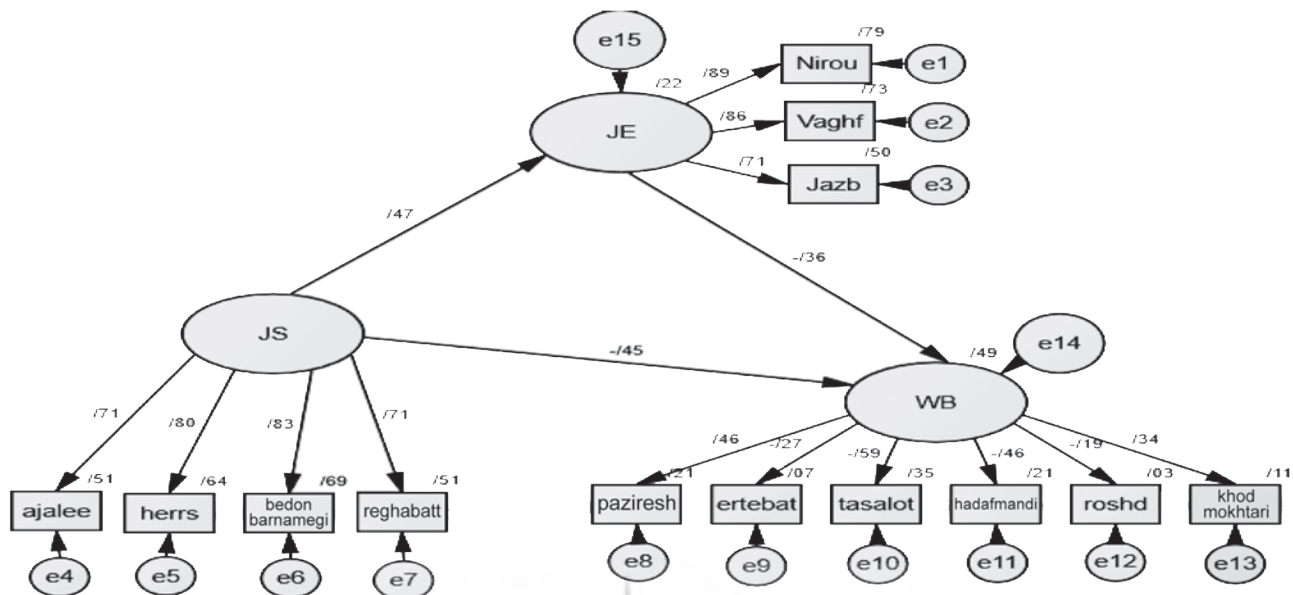 e15
/79
Nirou
e1
/22
/89
/73
JE
/86
Vaghf
e2
/50
/71
Jazb
e3
/47
-/36
JS
-/45
/49
e14
WB
/71
/80
/83
/71
/46
-/27
-/59
-/46
-/19
/34
/51
/64
/69
/51
/21
/07
/35
/21
/03
/11
ajalee
herrs
bedon
barnamegi
reghabatt
paziresh
ertebat
tasalot
hadafmandi
roshd
khod
mokhtari
e4
e5
e6
e7
e8
e9
e10
e11
e12
e13